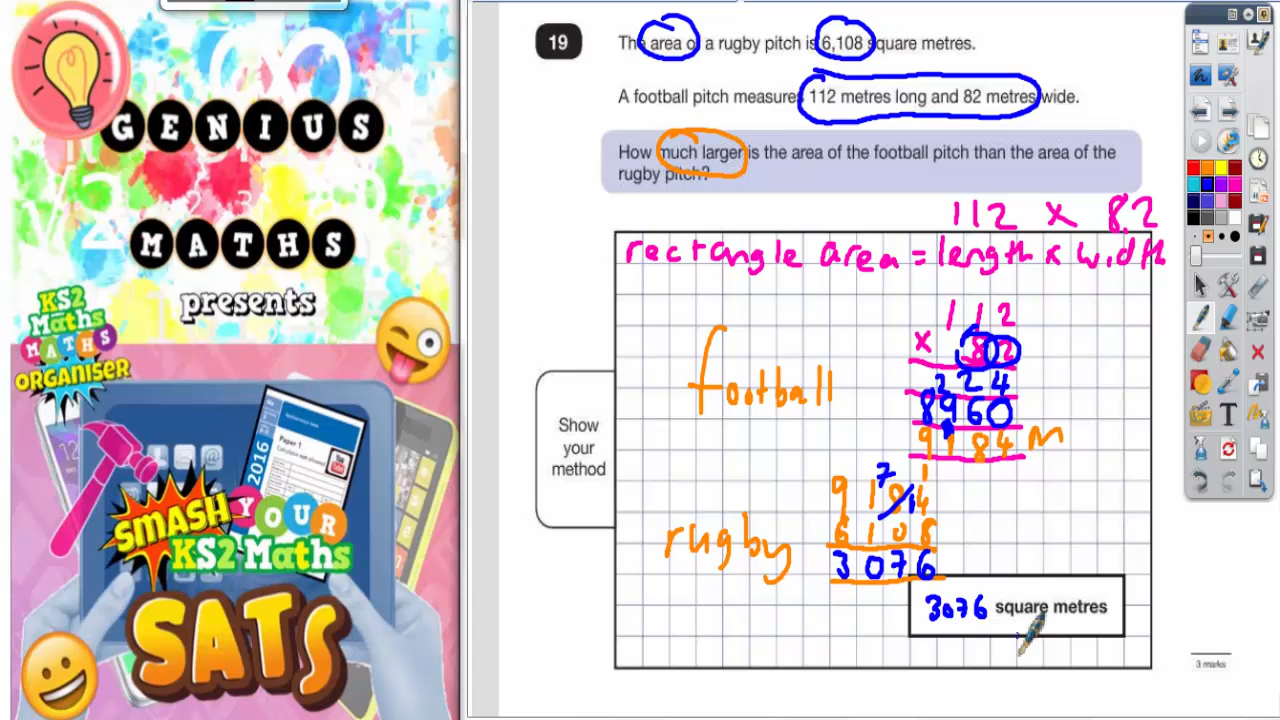 GENIUS
MATHS
presents
KS2
Maths
MATHS
ORGANISER
2016
Paper 1
SMASH YOUR
KS2 Maths
SATS
19
The area of a rugby pitch is 6,108 square metres.
A football pitch measures 112 metres long and 82 metres wide.
How much larger is the area of the football pitch than the area of the
rugby pitch?
112 x 82
rectangle area = length x width
112
x 82
224
8960
9184 m
football
Show
your
method
9184
rugby 6108
3076
3076 square metres
3 marks